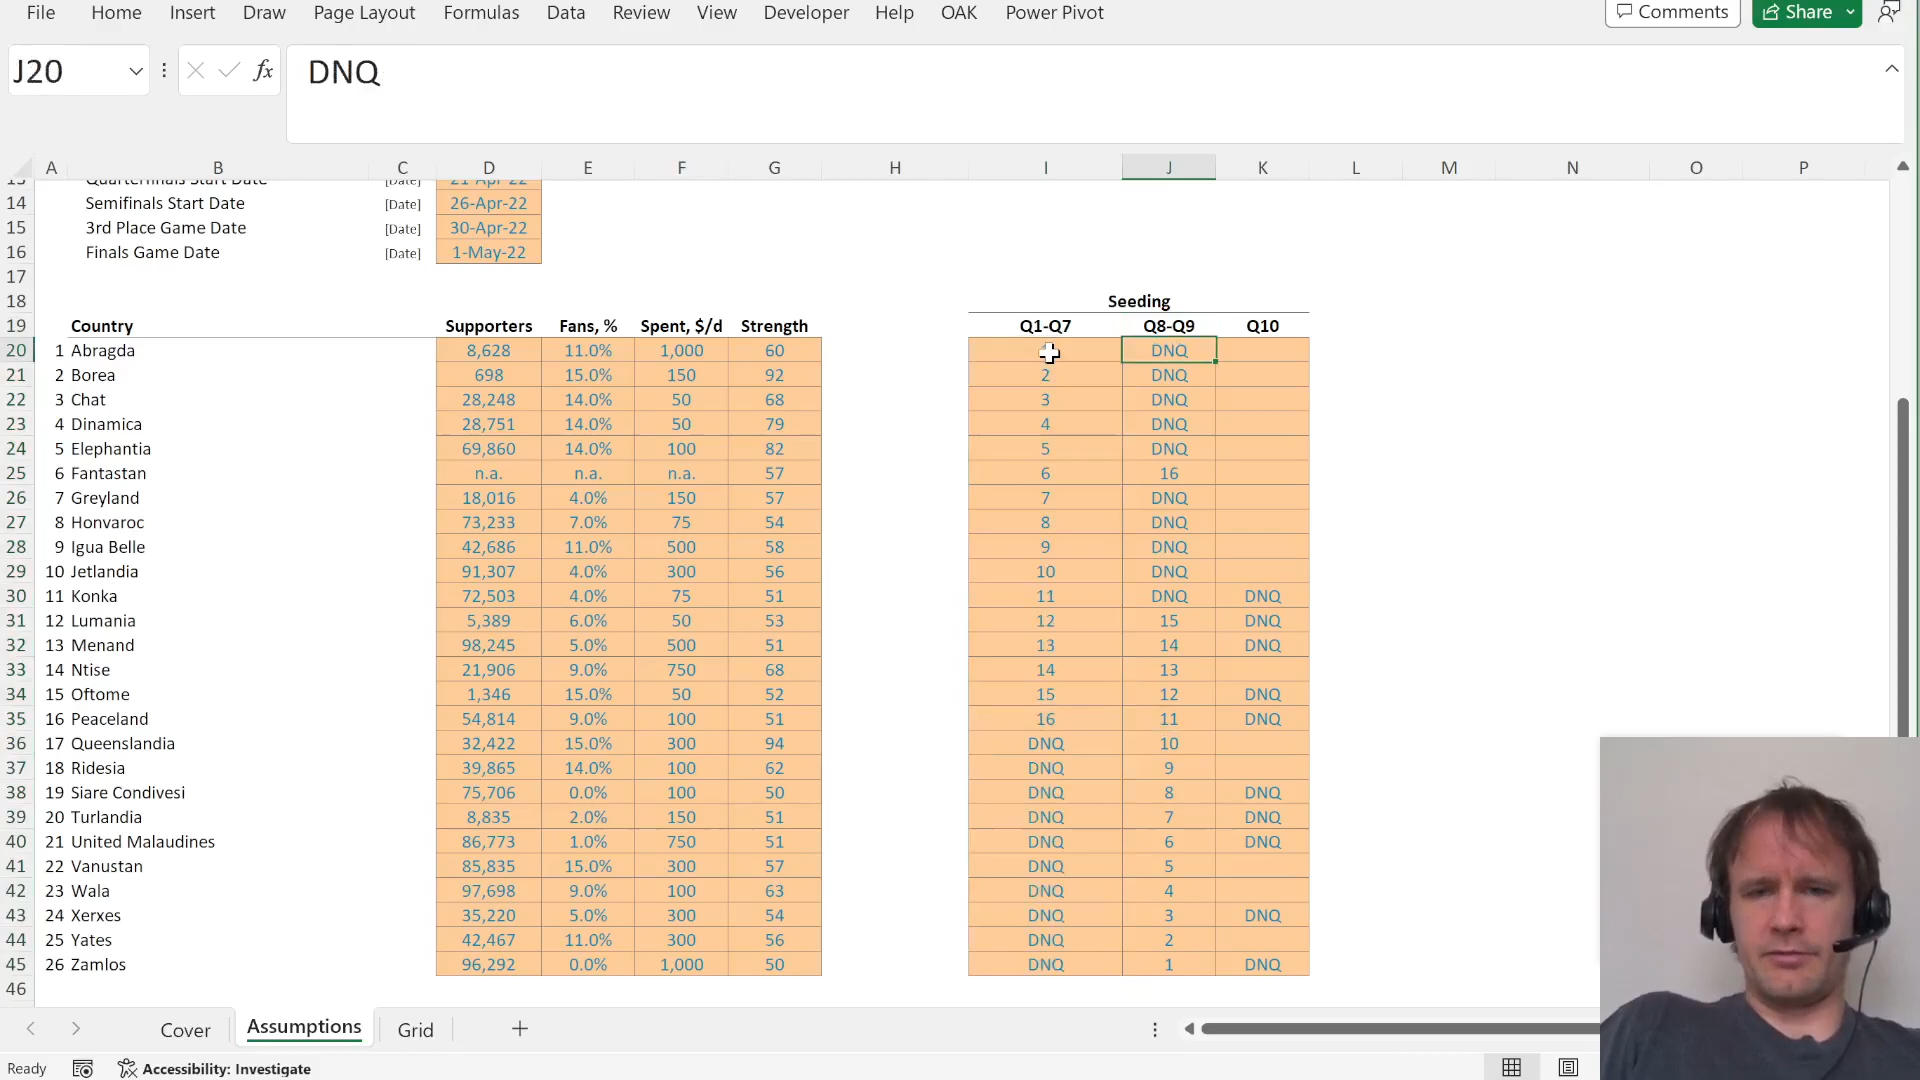 File Home Insert Draw Page Layout Formulas Data Review View Developer Help OAK Power Pivot Comments Share
J20 fx DNQ
A B C D E F G H I J K L M N O P
13 Quarterfinals Start Date [Date] 21-Apr-22
14 Semifinals Start Date [Date] 26-Apr-22
15 3rd Place Game Date [Date] 30-Apr-22
16 Finals Game Date [Date] 1-May-22
17
18 Seeding
19 Country Supporters Fans, % Spent, $/d Strength Q1-Q7 Q8-Q9 Q10
20 1 Abragda 8,628 11.0% 1,000 60 DNQ
21 2 Borea 698 15.0% 150 92 2 DNQ
22 3 Chat 28,248 14.0% 50 68 3 DNQ
23 4 Dinamica 28,751 14.0% 50 79 4 DNQ
24 5 Elephantia 69,860 14.0% 100 82 5 DNQ
25 6 Fantastan n.a. n.a. n.a. 57 6 16
26 7 Greyland 18,016 4.0% 150 57 7 DNQ
27 8 Honvaroc 73,233 7.0% 75 54 8 DNQ
28 9 Igua Belle 42,686 11.0% 500 58 9 DNQ
29 10 Jetlandia 91,307 4.0% 300 56 10 DNQ
30 11 Konka 72,503 4.0% 75 51 11 DNQ DNQ
31 12 Lumania 5,389 6.0% 50 53 12 15 DNQ
32 13 Menand 98,245 5.0% 500 51 13 14 DNQ
33 14 Ntise 21,906 9.0% 750 68 14 13
34 15 Oftome 1,346 15.0% 50 52 15 12 DNQ
35 16 Peaceland 54,814 9.0% 100 51 16 11 DNQ
36 17 Queenslandia 32,422 15.0% 300 94 DNQ 10
37 18 Ridesia 39,865 14.0% 100 62 DNQ 9
38 19 Siare Condivesi 75,706 0.0% 100 50 DNQ 8 DNQ
39 20 Turlandia 8,835 2.0% 150 51 DNQ 7 DNQ
40 21 United Malaudines 86,773 1.0% 750 51 DNQ 6 DNQ
41 22 Vanustan 85,835 15.0% 300 57 DNQ 5
42 23 Wala 97,698 9.0% 100 63 DNQ 4
43 24 Xerxes 35,220 5.0% 300 54 DNQ 3 DNQ
44 25 Yates 42,467 11.0% 300 56 DNQ 2
45 26 Zamlos 96,292 0.0% 1,000 50 DNQ 1 DNQ
46
Cover Assumptions Grid
Ready Accessibility: Investigate